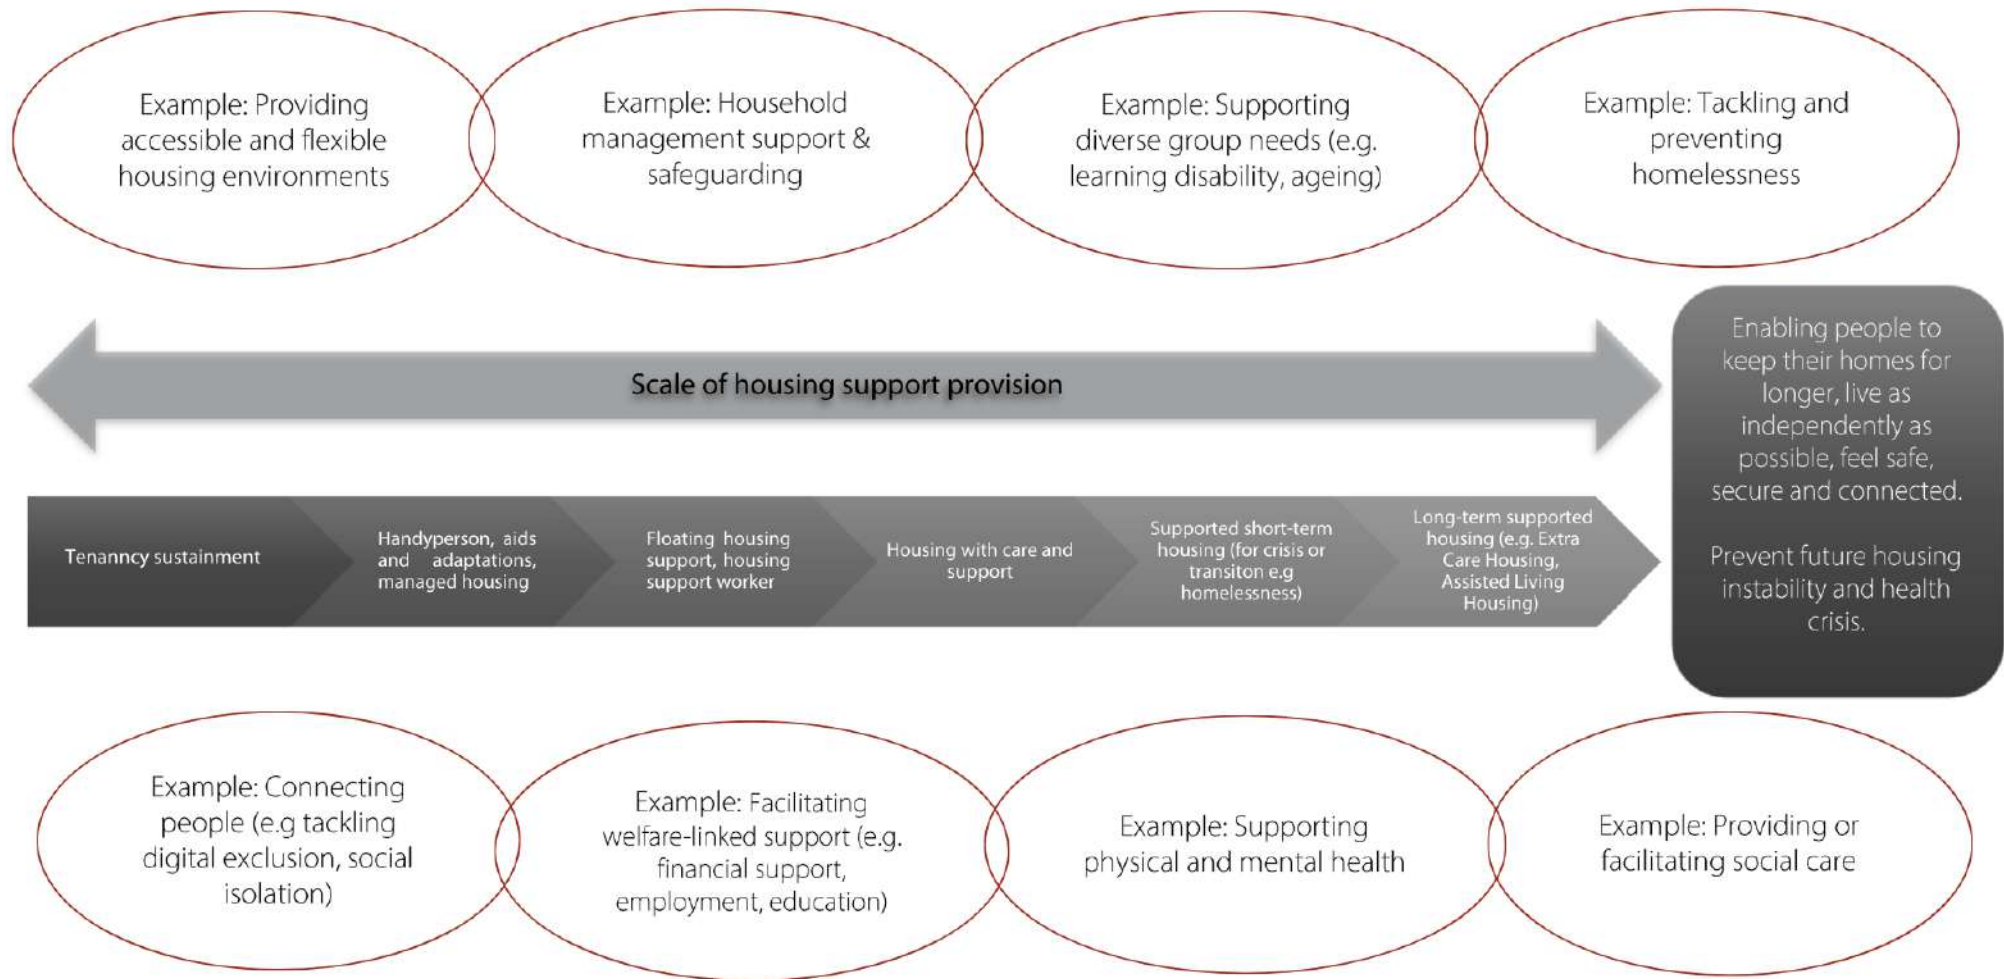 Example: Providing
accessible and flexible
housing environments
Example: Household
management support &
safeguarding
Example: Supporting
diverse group needs (e.g.
learning disability, ageing)
Example: Tackling and
preventing
homelessness
Scale of housing support provision
Enabling people to
keep their homes for
longer, live as
independently as
possible, feel safe,
secure and connected.
Prevent future housing
instability and health
crisis.
Tenanncy sustainment
Handyperson, aids
and adaptations,
managed housing
Floating housing
support, housing
support worker
Housing with care and
support
Supported short-term
housing (for crisis or
transiton e.g
homelessness)
Long-term supported
housing (e.g. Extra
Care Housing,
Assisted Living
Housing)
Example: Connecting
people (e.g tackling
digital exclusion, social
isolation)
Example: Facilitating
welfare-linked support (e.g.
financial support,
employment, education)
Example: Supporting
physical and mental health
Example: Providing or
facilitating social care